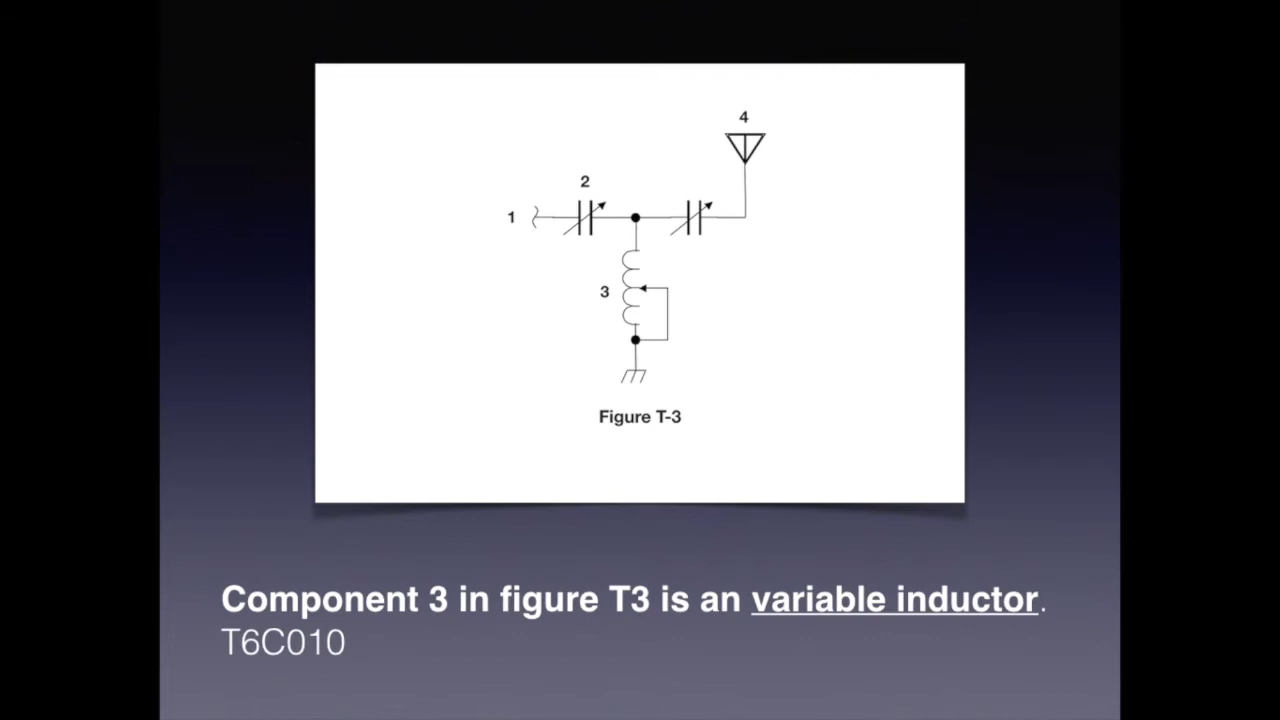 4
2
1
3
Figure T-3
Component 3 in figure T3 is an variable inductor.
T6C010